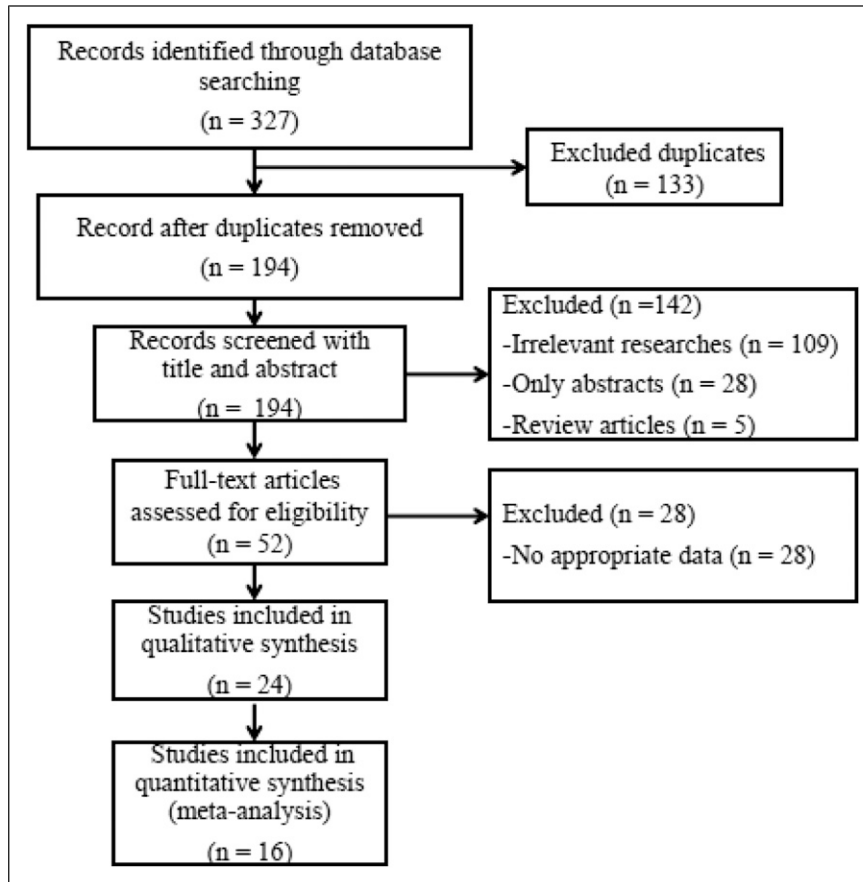 Records identified through database
searching
(n = 327)
Excluded duplicates
(n = 133)
Record after duplicates removed
(n = 194)
Records screened with
title and abstract
(n = 194)
Excluded (n =142)
-Irrelevant researches (n = 109)
-Only abstracts (n = 28)
-Review articles (n = 5)
Full-text articles
assessed for eligibility
(n = 52)
Excluded (n = 28)
-No appropriate data (n = 28)
Studies included in
qualitative synthesis
(n = 24)
Studies included in
quantitative synthesis
(meta-analysis)
(n = 16)